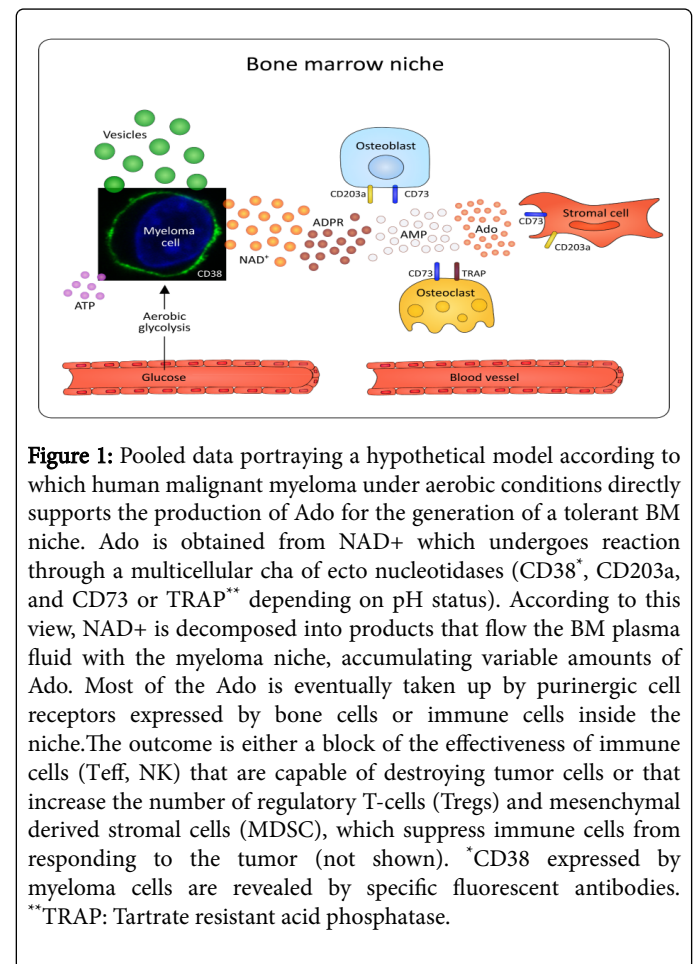 Bone marrow niche
Vesicles
Osteoblast
CD203a
CD73
Myeloma
cell
CD38
NAD+
ADPR
AMP
Ado
CD73
Stromal cell
CD203a
ATP
CD73
TRAP
Osteoclast
Aerobic
glycolysis
Glucose
Blood vessel
Figure 1: Pooled data portraying a hypothetical model according to
which human malignant myeloma under aerobic conditions directly
supports the production of Ado for the generation of a tolerant BM
niche. Ado is obtained from NAD+ which undergoes reaction
through a multicellular cha of ecto nucleotidases (CD38*, CD203a,
and CD73 or TRAP** depending on pH status). According to this
view, NAD+ is decomposed into products that flow the BM plasma
fluid with the myeloma niche, accumulating variable amounts of
Ado. Most of the Ado is eventually taken up by purinergic cell
receptors expressed by bone cells or immune cells inside the
niche.The outcome is either a block of the effectiveness of immune
cells (Teff, NK) that are capable of destroying tumor cells or that
increase the number of regulatory T-cells (Tregs) and mesenchymal
derived stromal cells (MDSC), which suppress immune cells from
responding to the tumor (not shown). *CD38 expressed by
myeloma cells are revealed by specific fluorescent antibodies.
**TRAP: Tartrate resistant acid phosphatase.